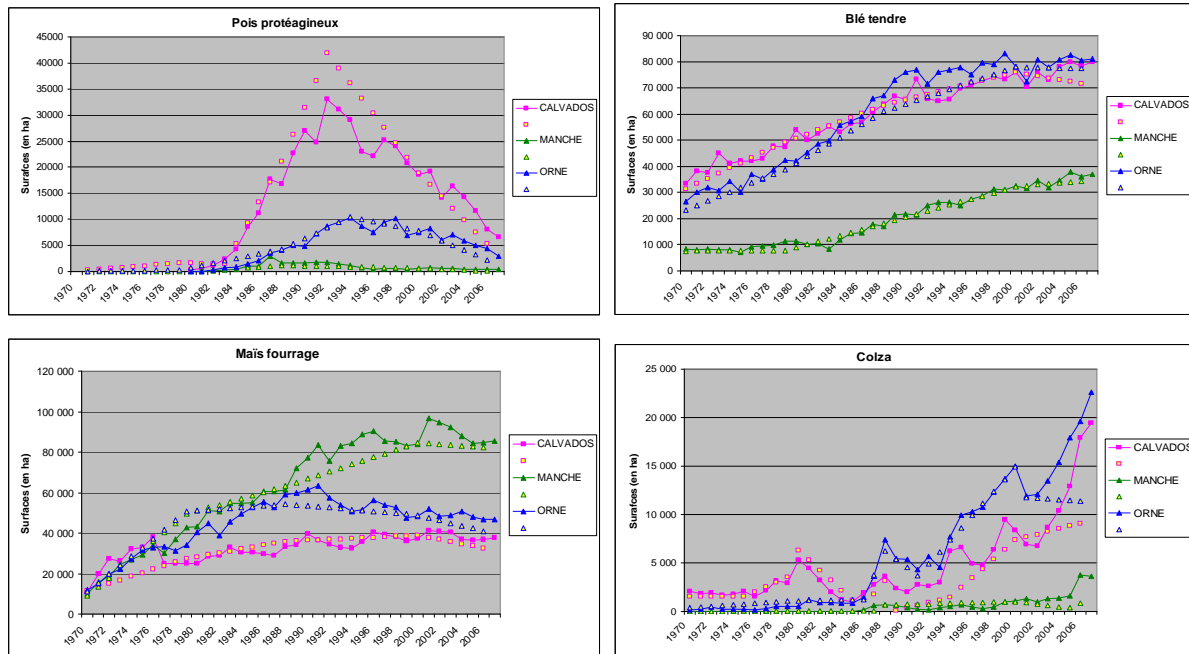 Pois protéagineux
Surafces (en ha)
45000
40000
35000
30000
25000
20000
15000
10000
5000
0
1970 1972 1974 1976 1978 1980 1982 1984 1986 1988 1990 1992 1994 1996 1998 2000 2002 2004 2006
CALVADOS
MANCHE
ORNE
Blé tendre
Surfaces (en ha)
90 000
80 000
70 000
60 000
50 000
40 000
30 000
20 000
10 000
0
1970 1972 1974 1976 1978 1980 1982 1984 1986 1988 1990 1992 1994 1996 1998 2000 2002 2004 2006
CALVADOS
MANCHE
ORNE
Maïs fourrage
Surfaces (en ha)
120 000
100 000
80 000
60 000
40 000
20 000
0
1970 1972 1974 1976 1978 1980 1982 1984 1986 1988 1990 1992 1994 1996 1998 2000 2002 2004 2006
CALVADOS
MANCHE
ORNE
Colza
Surfaces (en ha)
25 000
20 000
15 000
10 000
5 000
0
1970 1972 1974 1976 1978 1980 1982 1984 1986 1988 1990 1992 1994 1996 1998 2000 2002 2004 2006
CALVADOS
MANCHE
ORNE